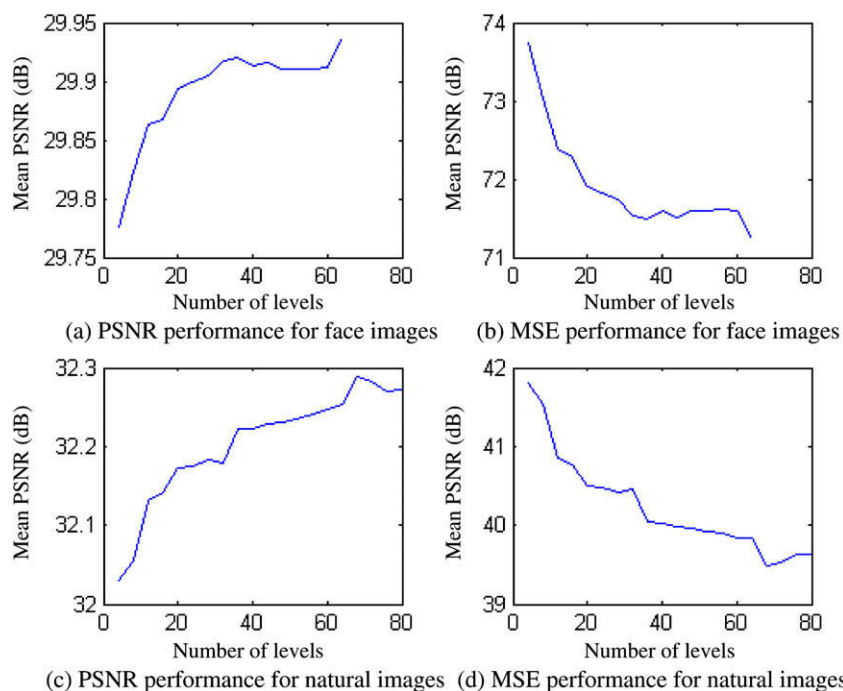 29.95
29.9
29.85
29.8
29.75
Mean PSNR (dB)
0 20 40 60 80
Number of levels
(a) PSNR performance for face images
74
73
72
71
Mean PSNR (dB)
0 20 40 60 80
Number of levels
(b) MSE performance for face images
32.3
32.2
32.1
32
Mean PSNR (dB)
0 20 40 60 80
Number of levels
(c) PSNR performance for natural images
42
41
40
39
Mean PSNR (dB)
0 20 40 60 80
Number of levels
(d) MSE performance for natural images